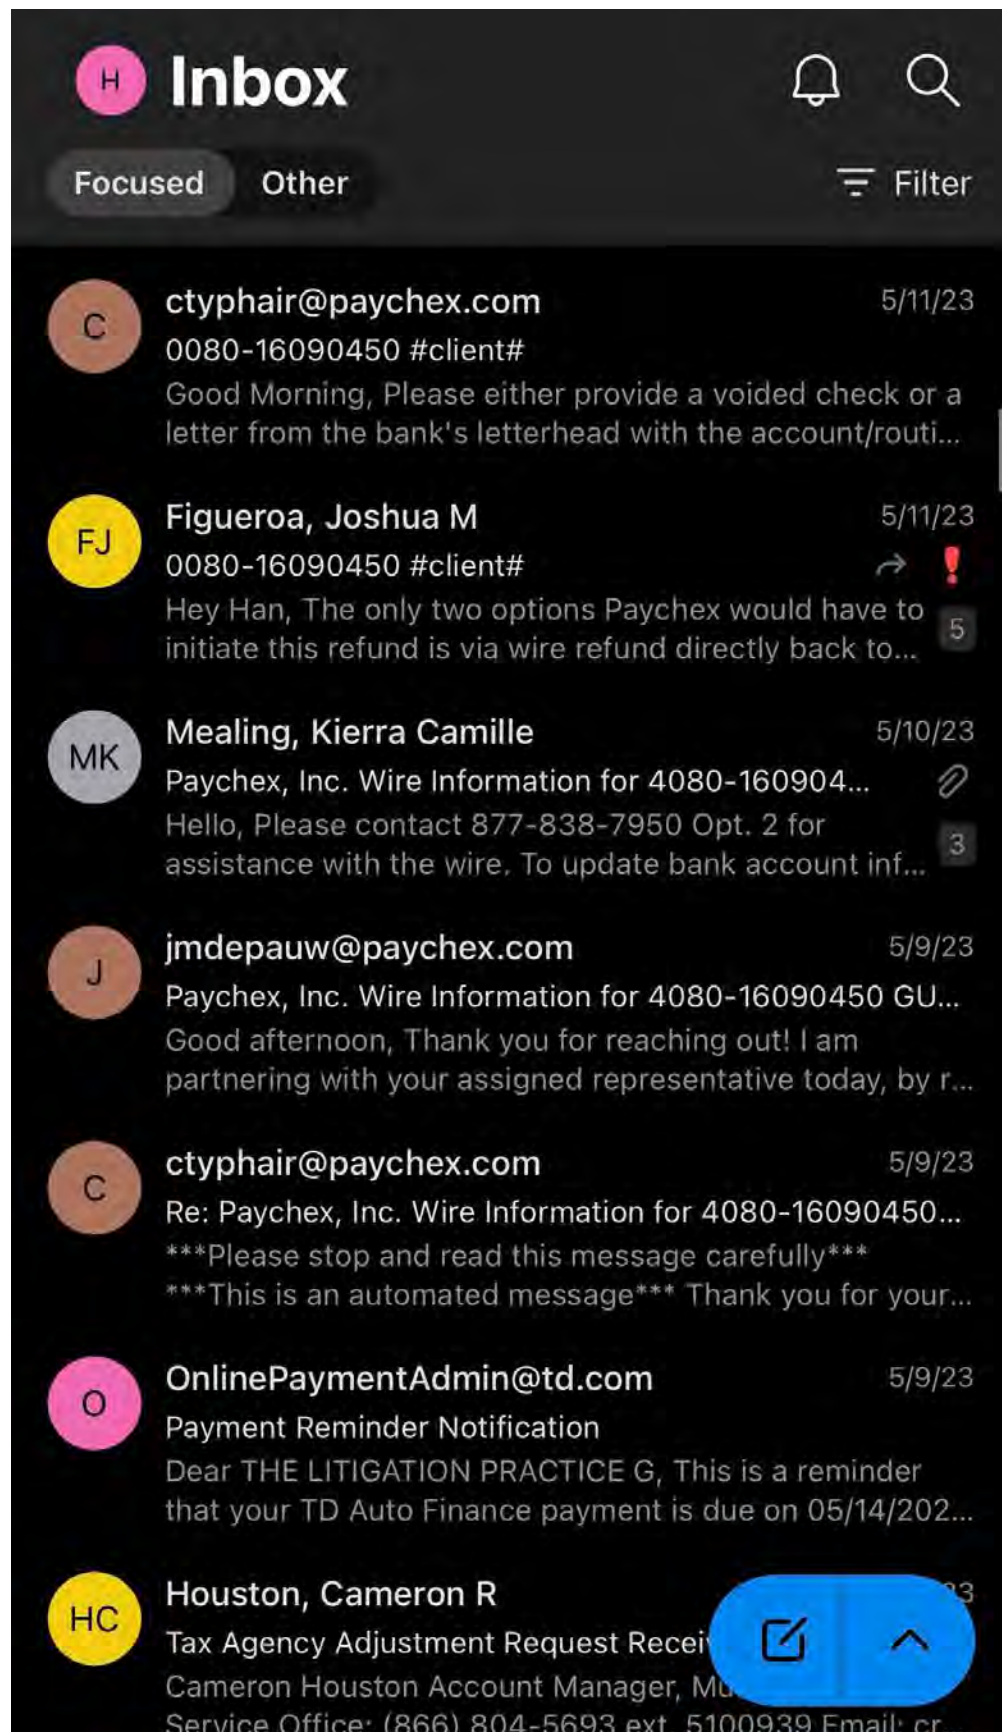 H Inbox
Focused Other Filter
C ctyphair@paychex.com 5/11/23
0080-16090450 #client#
Good Morning, Please either provide a voided check or a
letter from the bank's letterhead with the account/routi...
FJ Figueroa, Joshua M 5/11/23
0080-16090450 #client#
Hey Han, The only two options Paychex would have to
initiate this refund is via wire refund directly back to... 5
MK Mealing, Kierra Camille 5/10/23
Paychex, Inc. Wire Information for 4080-160904...
Hello, Please contact 877-838-7950 Opt. 2 for
assistance with the wire. To update bank account inf... 3
J jmdepauw@paychex.com 5/9/23
Paychex, Inc. Wire Information for 4080-16090450 GU...
Good afternoon, Thank you for reaching out! I am
partnering with your assigned representative today, by r...
C ctyphair@paychex.com 5/9/23
Re: Paychex, Inc. Wire Information for 4080-16090450...
***Please stop and read this message carefully***
***This is an automated message*** Thank you for your...
O OnlinePaymentAdmin@td.com 5/9/23
Payment Reminder Notification
Dear THE LITIGATION PRACTICE G, This is a reminder
that your TD Auto Finance payment is due on 05/14/202...
HC Houston, Cameron R
Tax Agency Adjustment Request
Cameron Houston Account Manager,
Service Office: (866) 804-5693 ext. 5100939 Email: